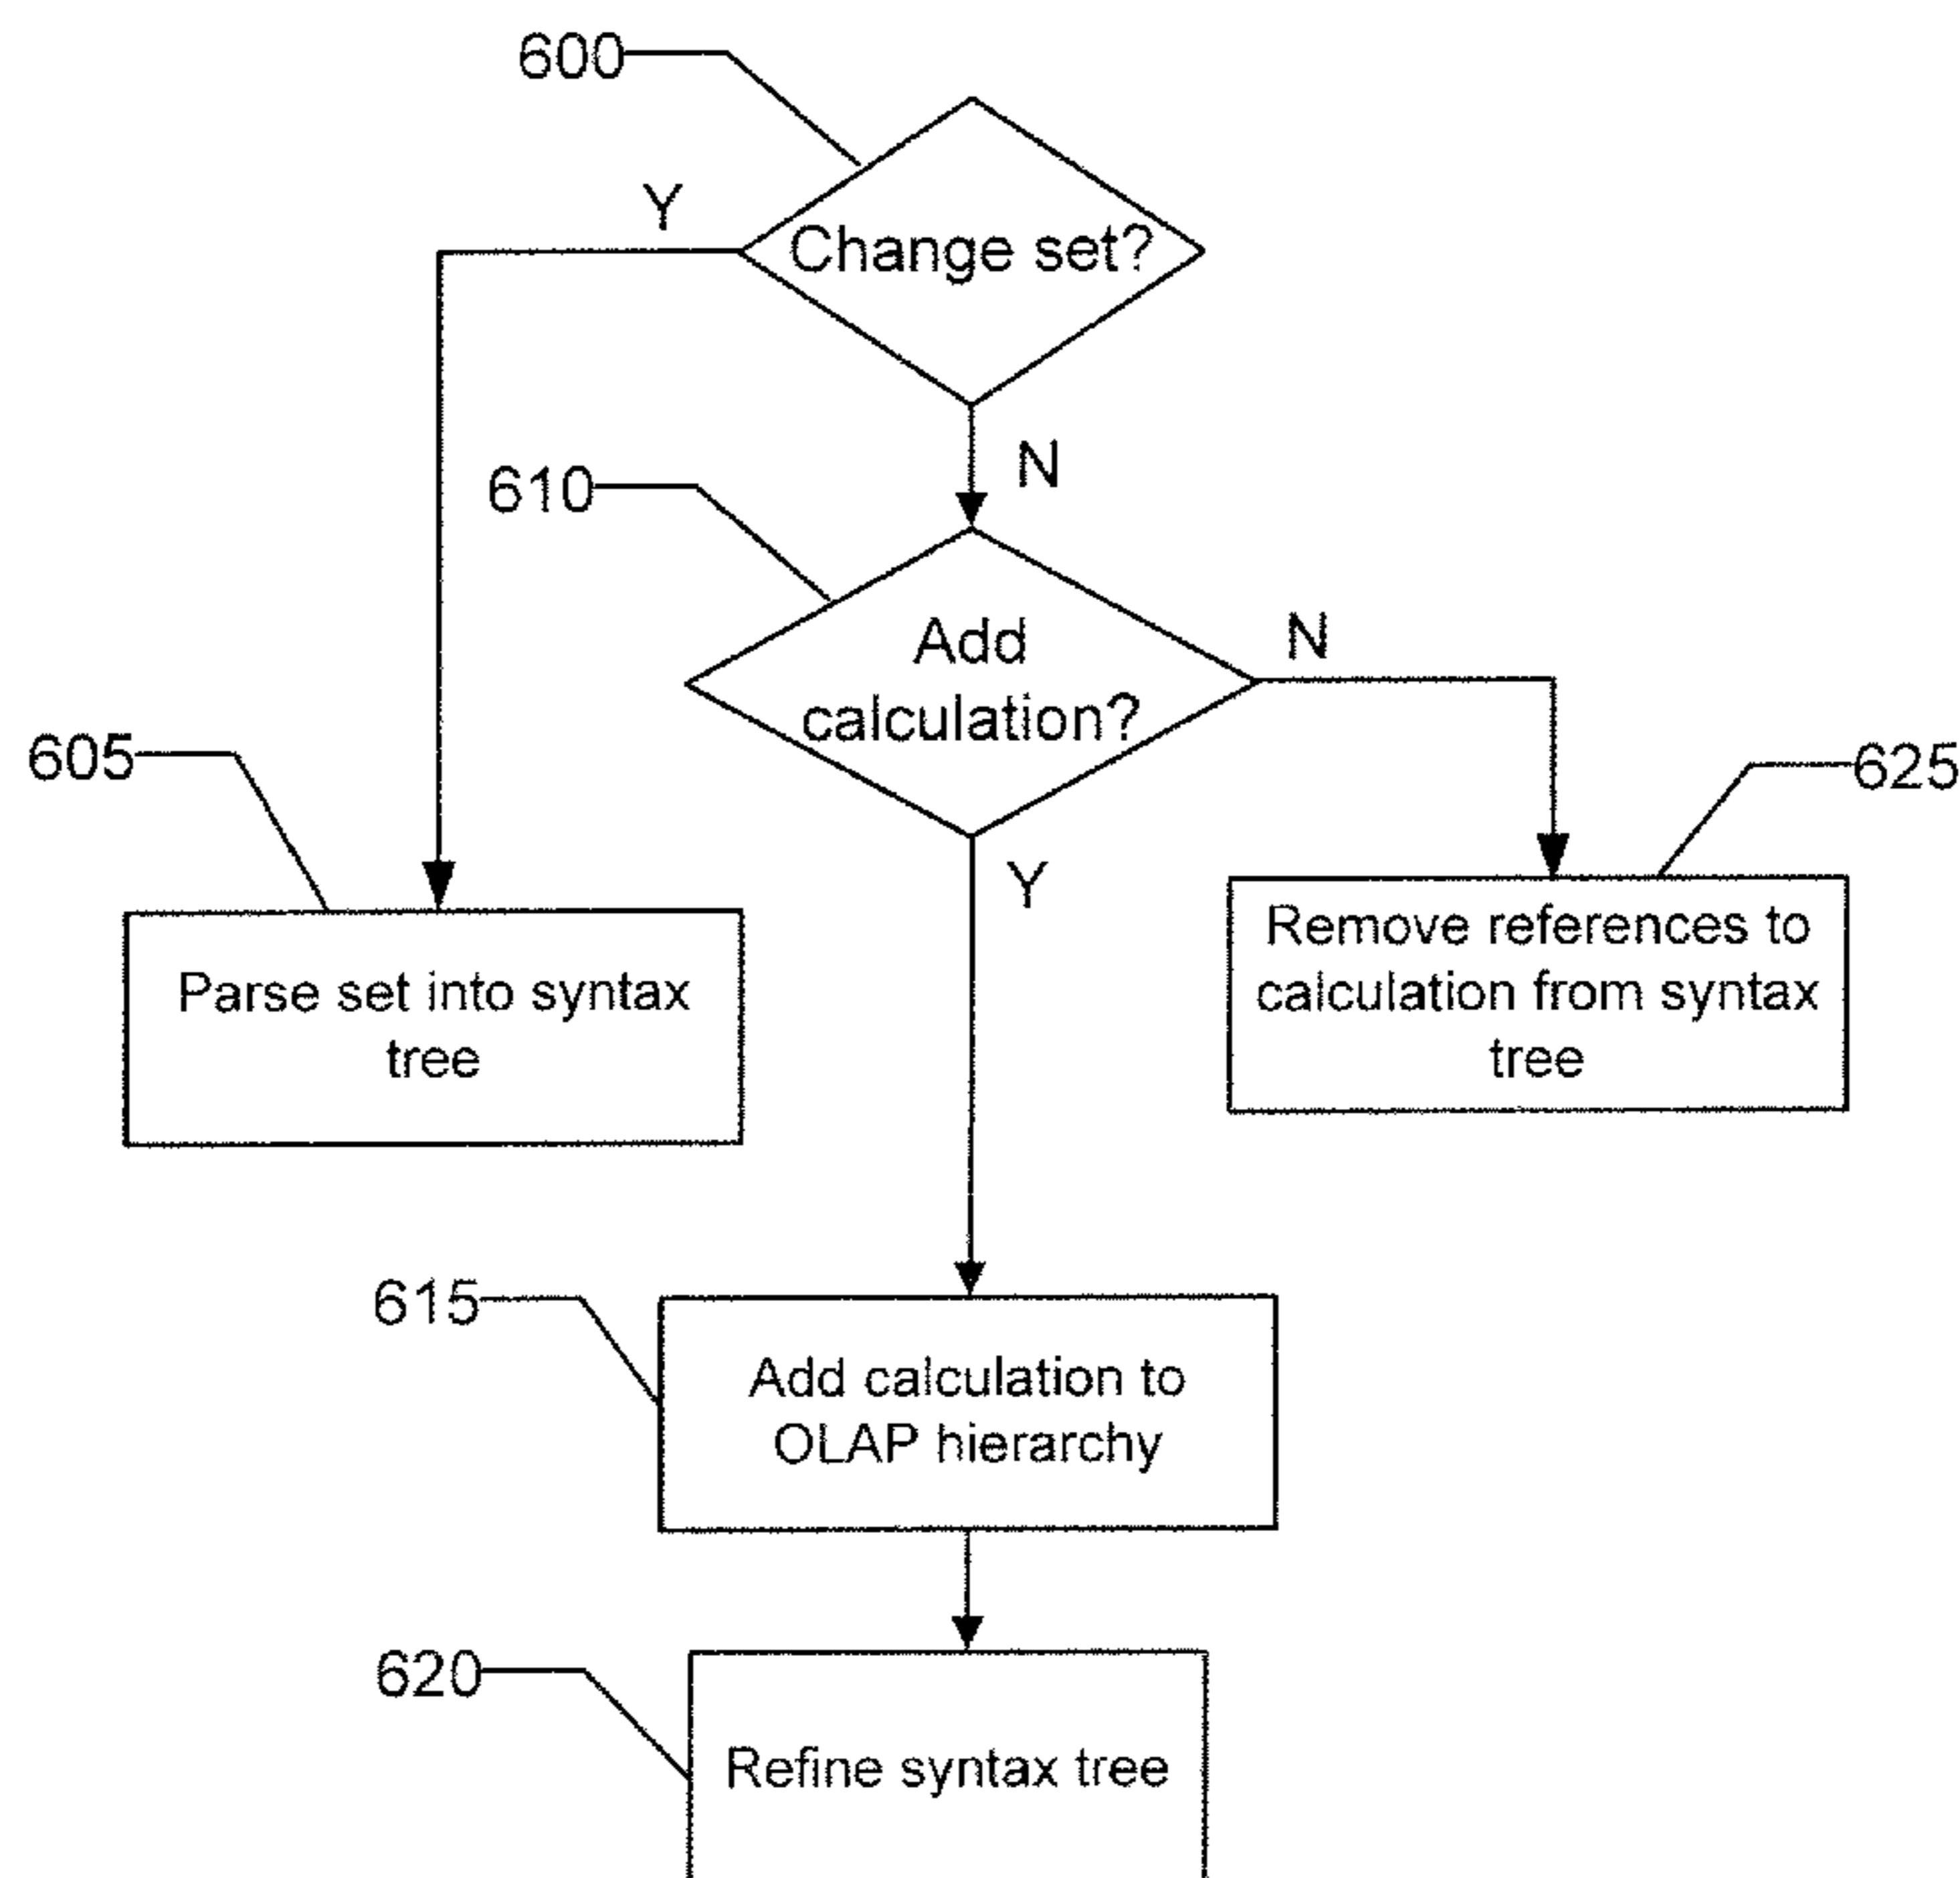 600
Y
Change set?
N
610
Add
calculation?
N
605
625
Y
Parse set into syntax
tree
Remove references to
calculation from syntax
tree
615
Add calculation to
OLAP hierarchy
620
Refine syntax tree